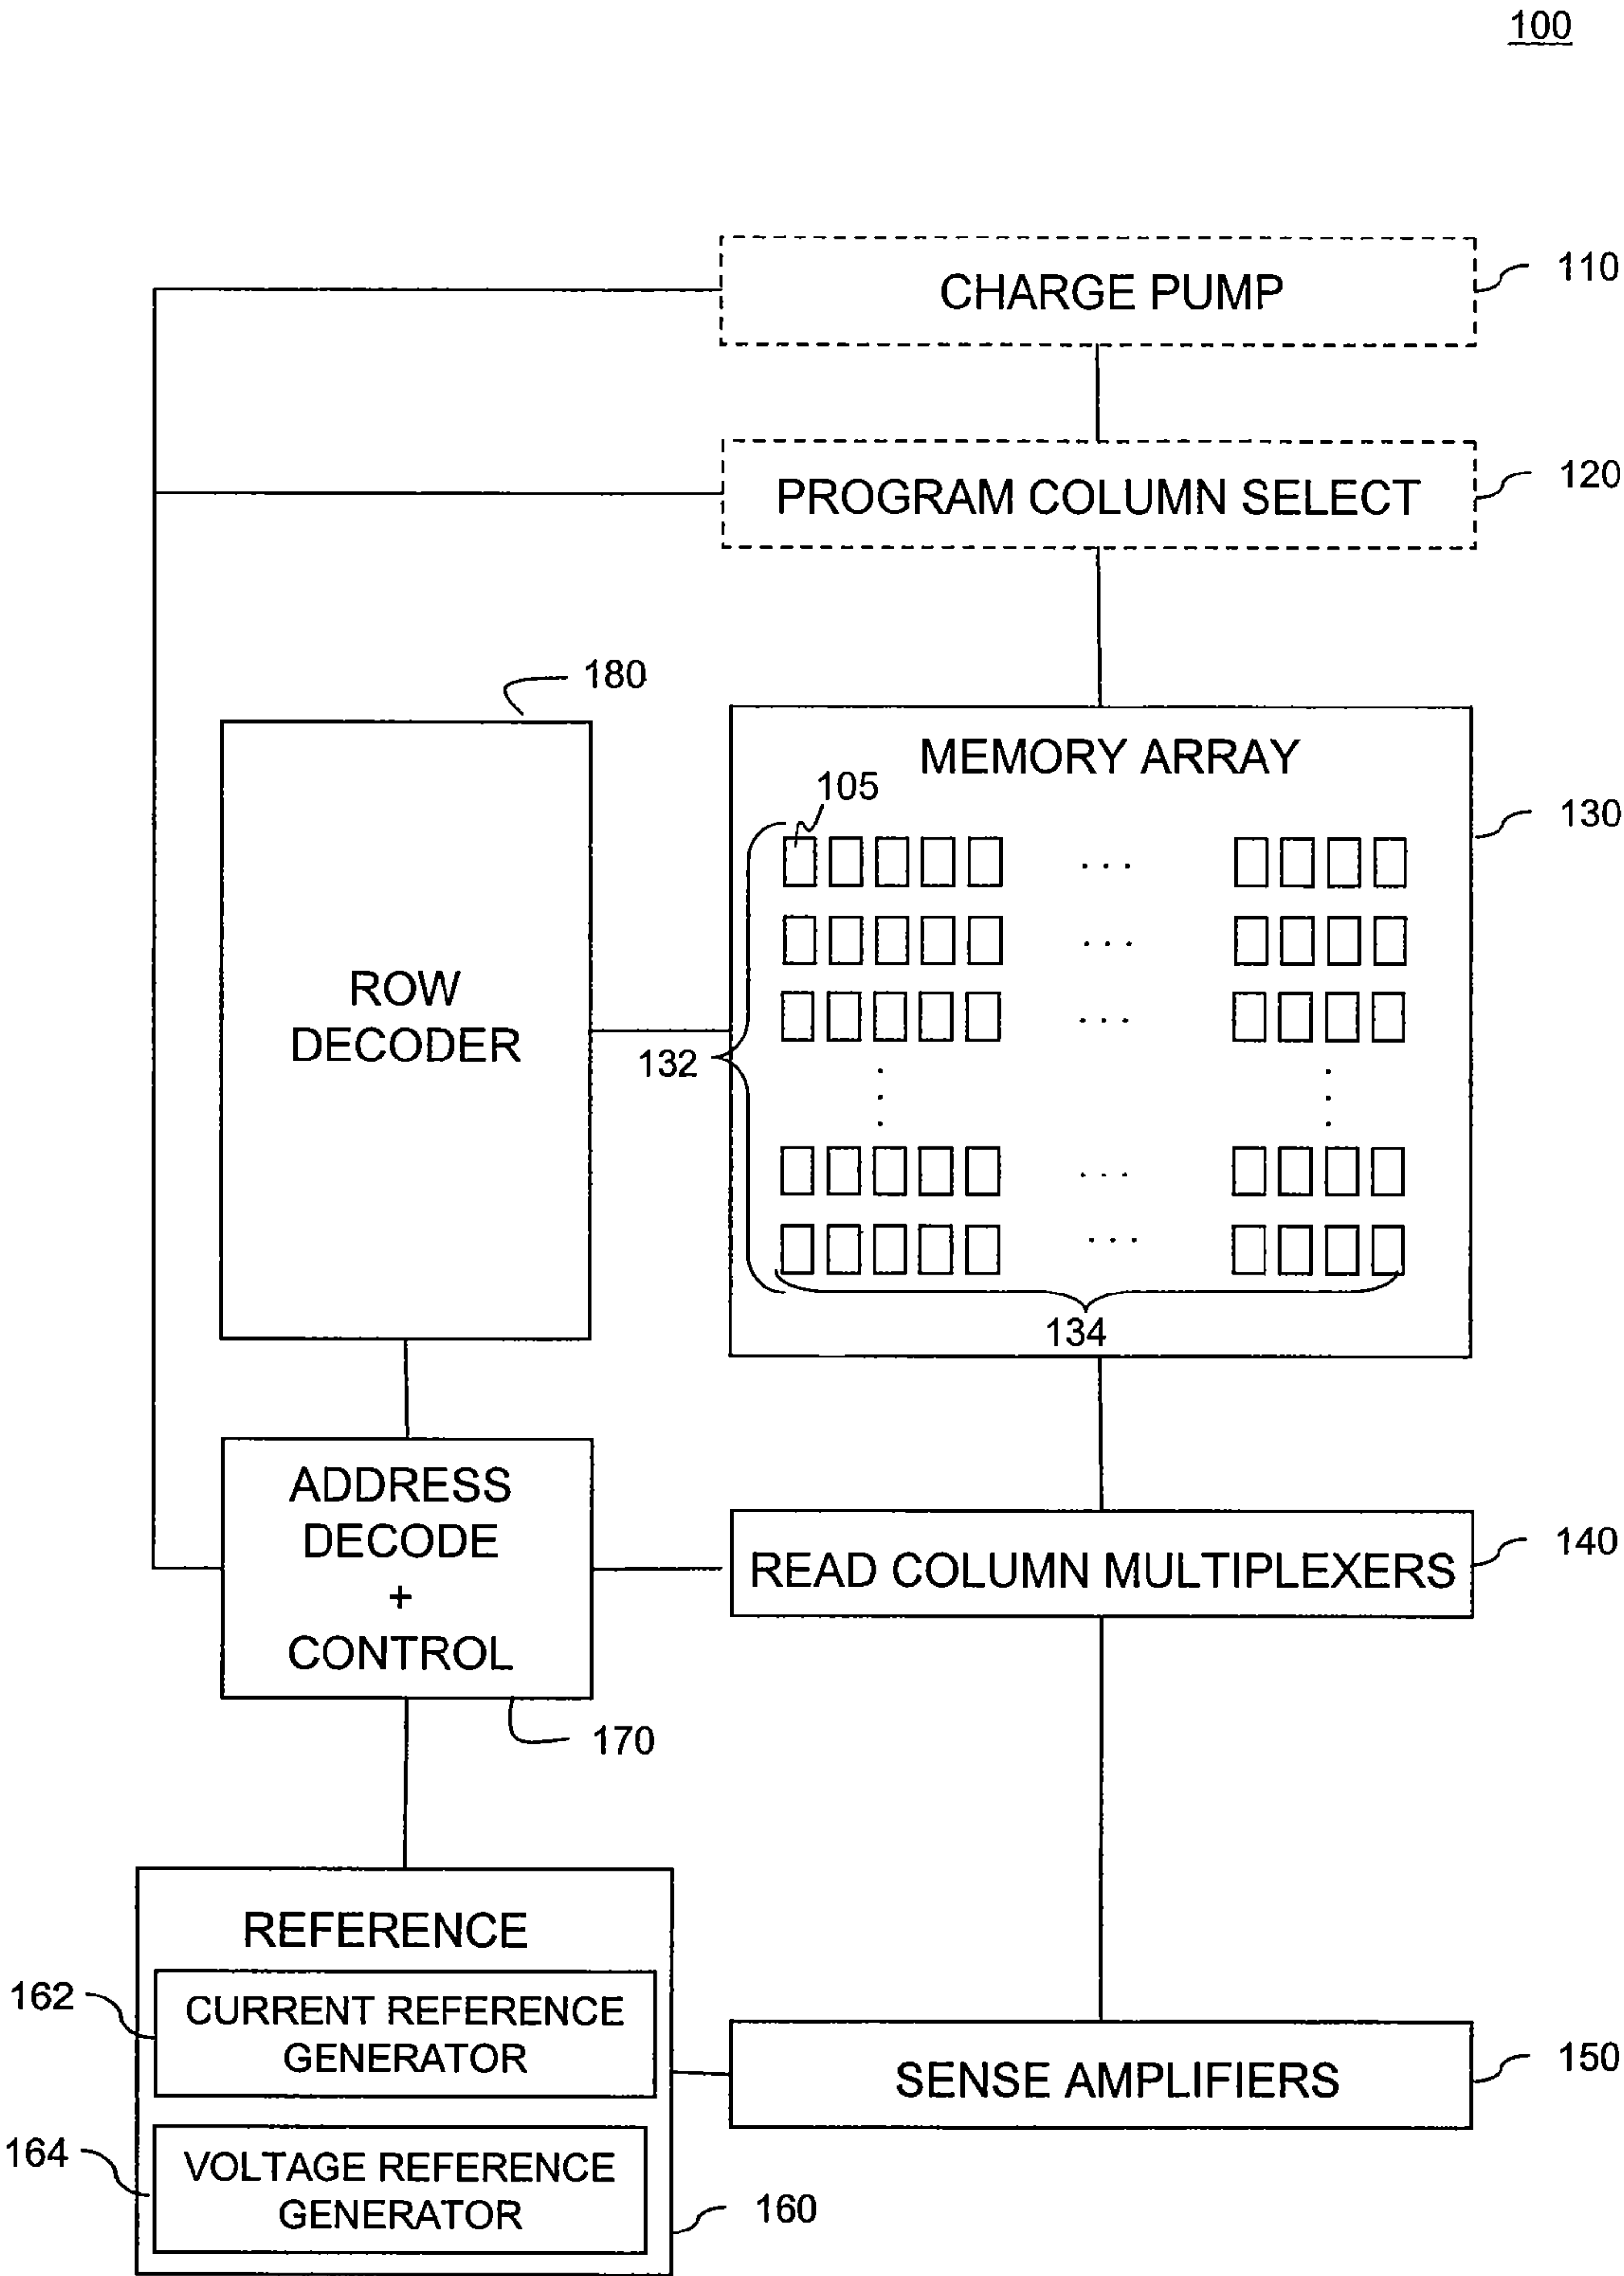 100
CHARGE PUMP
110
PROGRAM COLUMN SELECT
120
180
MEMORY ARRAY
105
130
ROW
DECODER
132
134
ADDRESS
DECODE
+
CONTROL
170
READ COLUMN MULTIPLEXERS
140
REFERENCE
162
CURRENT REFERENCE
GENERATOR
SENSE AMPLIFIERS
150
164
VOLTAGE REFERENCE
GENERATOR
160